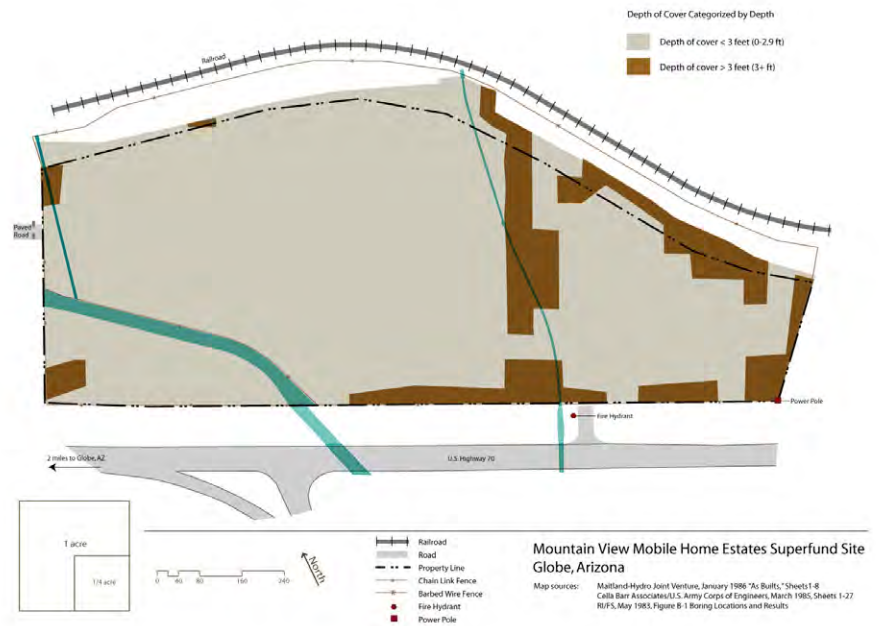 Depth of Cover Categorized by Depth
Depth of cover < 3 feet (0-2.9 ft)
Depth of cover > 3 feet (3+ ft)
Railroad
Paved
Road
Fire Hydrant
Power Pole
2 miles to Globe, AZ
U.S. Highway 70
1 acre
1/4 acre
0 40 80 160 240
North
Railroad
Road
Property Line
Chain Link Fence
Barbed Wire Fence
Fire Hydrant
Power Pole
Mountain View Mobile Home Estates Superfund Site
Globe, Arizona
Map sources: Maitland-Hydro Joint Venture, January 1986 "As Builts," Sheets1-8
Cella Barr Associates/U.S. Army Corps of Engineers, March 1985, Sheets 1-27
RI/FS, May 1983, Figure B-1 Boring Locations and Results